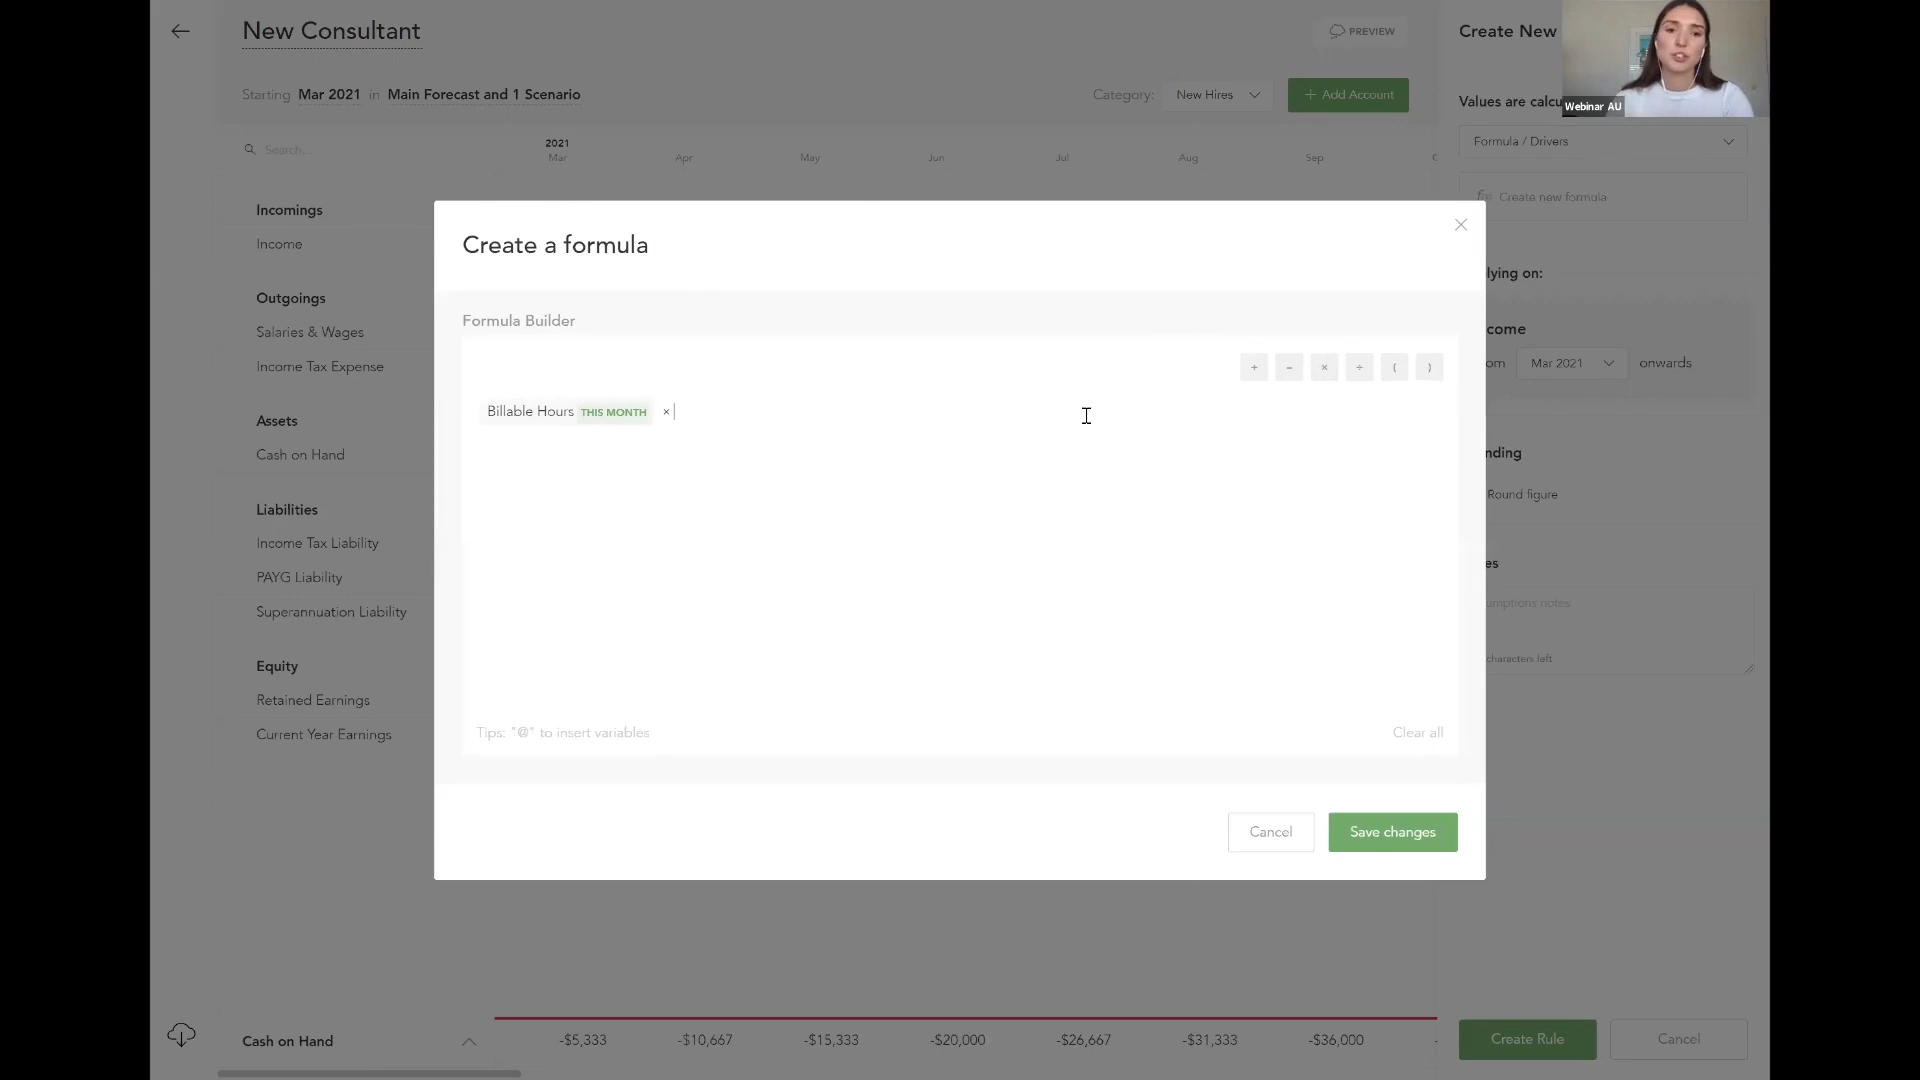 New Consultant
PREVIEW
Create New
Starting Mar 2021 in Main Forecast and 1 Scenario
Category: New Hires
+ Add Account
Values are calcu
Webinar AU
Formula / Drivers
Search...
2021
Mar Apr May Jun Jul Aug Sep
Create new formula
Incomings
Income
Outgoings
Salaries & Wages
Income Tax Expense
Assets
Cash on Hand
Liabilities
Income Tax Liability
PAYG Liability
Superannuation Liability
Equity
Retained Earnings
Current Year Earnings
Create a formula
Formula Builder
+ - × ÷ ( )
Billable Hours THIS MONTH ×
Tips: "@" to insert variables
Clear all
Cancel
Save changes
lying on:
come
om Mar 2021 onwards
nding
Round figure
es
umptions notes
characters left
Cash on Hand
-$5,333 -$10,667 -$15,333 -$20,000 -$26,667 -$31,333 -$36,000
Create Rule
Cancel